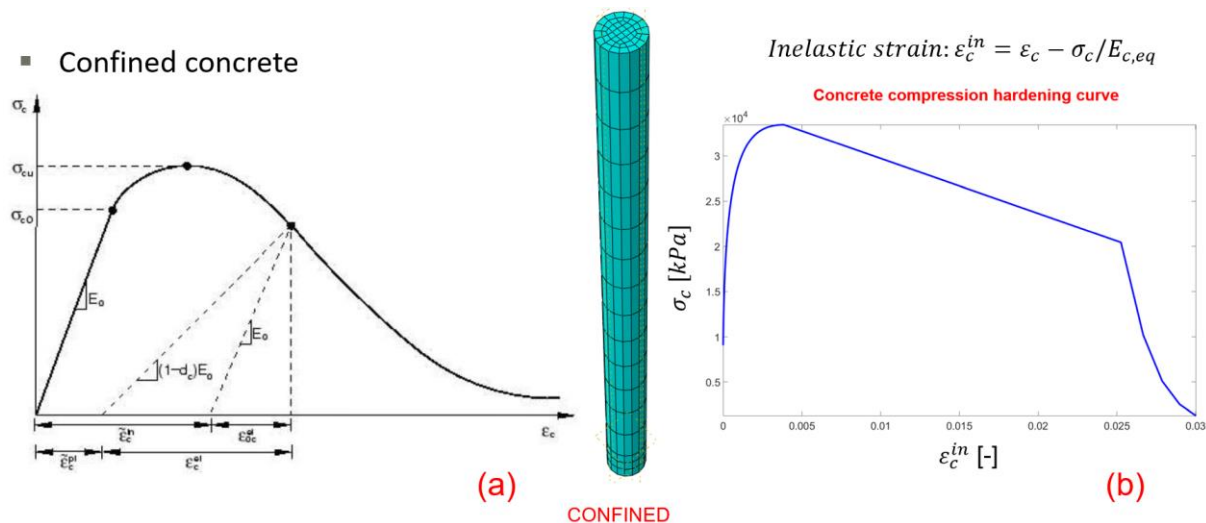 ▪ Confined concrete
σc
σcu
σc0
E₀
(1-dc)E₀
E₀
εc
ε̃cⁱⁿ
ε0cᵉˡ
ε̃cᵖˡ
εcᵉˡ
(a)
CONFINED
Inelastic strain: εcⁱⁿ = εc − σc/Ec,eq
Concrete compression hardening curve
×10⁴
3
2.5
2
1.5
1
0.5
0
0.005
0.01
0.015
0.02
0.025
0.03
σc [kPa]
εcⁱⁿ [-]
(b)